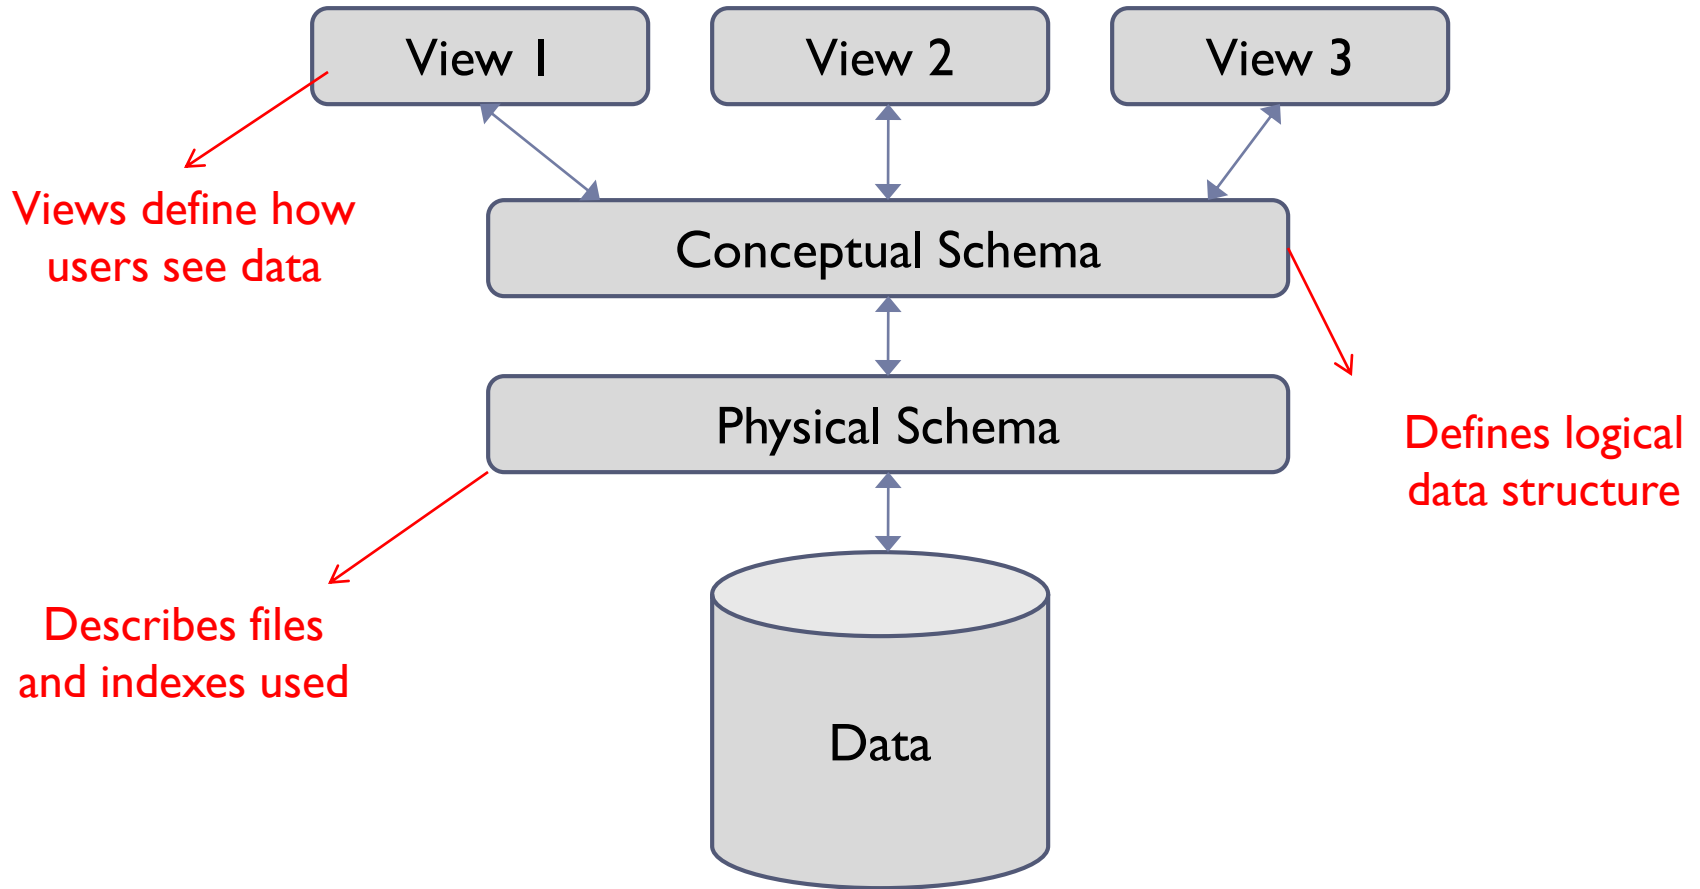 View 1
View 2
View 3
Views define how
users see data
Conceptual Schema
Physical Schema
Defines logical
data structure
Describes files
and indexes used
Data